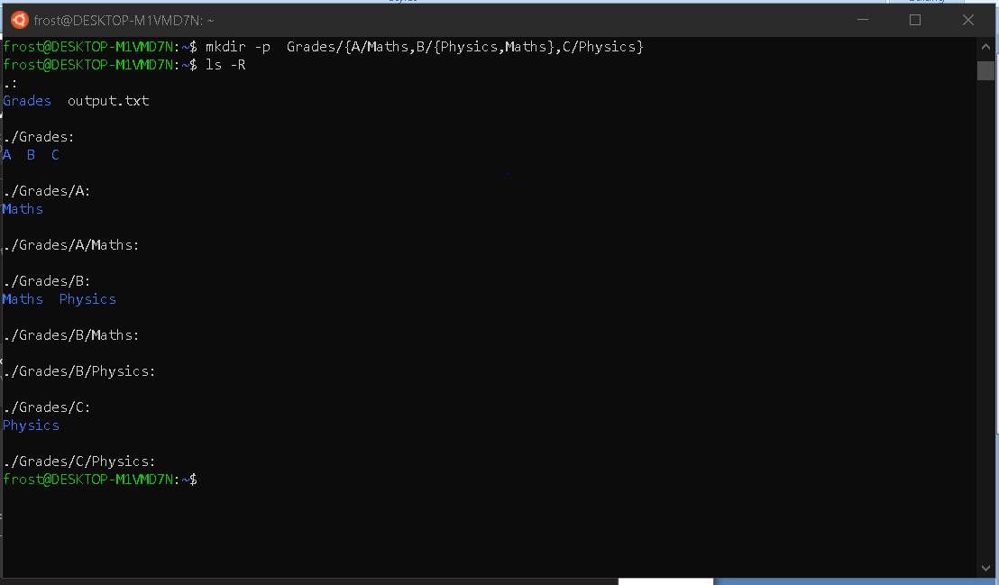 frost@DESKTOP-M1VMD7N: ~
frost@DESKTOP-M1VMD7N:~$ mkdir -p  Grades/{A/Maths,B/{Physics,Maths},C/Physics}
frost@DESKTOP-M1VMD7N:~$ ls -R
.:
Grades  output.txt

./Grades:
A  B  C

./Grades/A:
Maths

./Grades/A/Maths:

./Grades/B:
Maths  Physics

./Grades/B/Maths:

./Grades/B/Physics:

./Grades/C:
Physics

./Grades/C/Physics:
frost@DESKTOP-M1VMD7N:~$